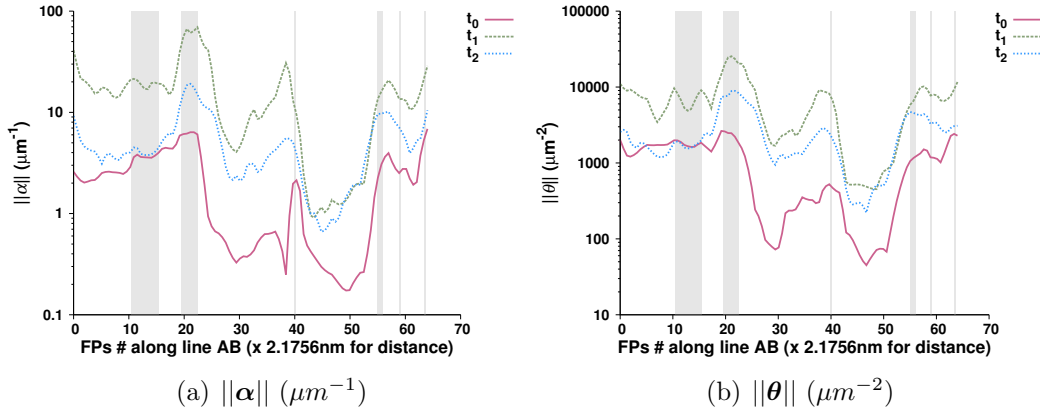 100
10
1
0.1
||α|| (μm⁻¹)
0 10 20 30 40 50 60 70
FPs # along line AB (x 2.1756nm for distance)
t₀
t₁
t₂
(a) ||α|| (μm⁻¹)
100000
10000
1000
100
10
||θ|| (μm⁻²)
0 10 20 30 40 50 60 70
FPs # along line AB (x 2.1756nm for distance)
t₀
t₁
t₂
(b) ||θ|| (μm⁻²)